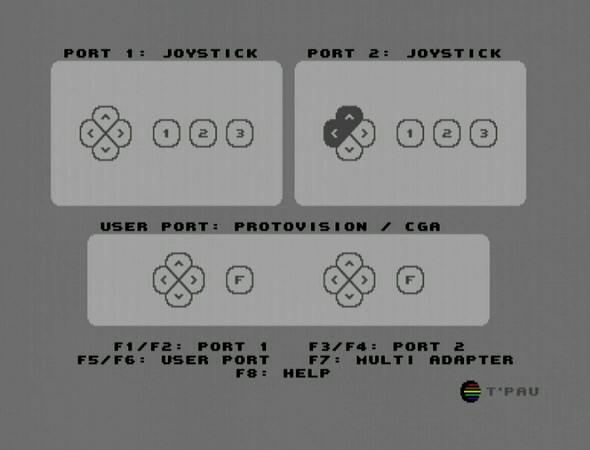 PORT 1: JOYSTICK
PORT 2: JOYSTICK
1 2 3
1 2 3
USER PORT: PROTOVISION / CGA
F
F
F1/F2: PORT 1 F3/F4: PORT 2
F5/F6: USER PORT F7: MULTI ADAPTER
F8: HELP
T'PAU